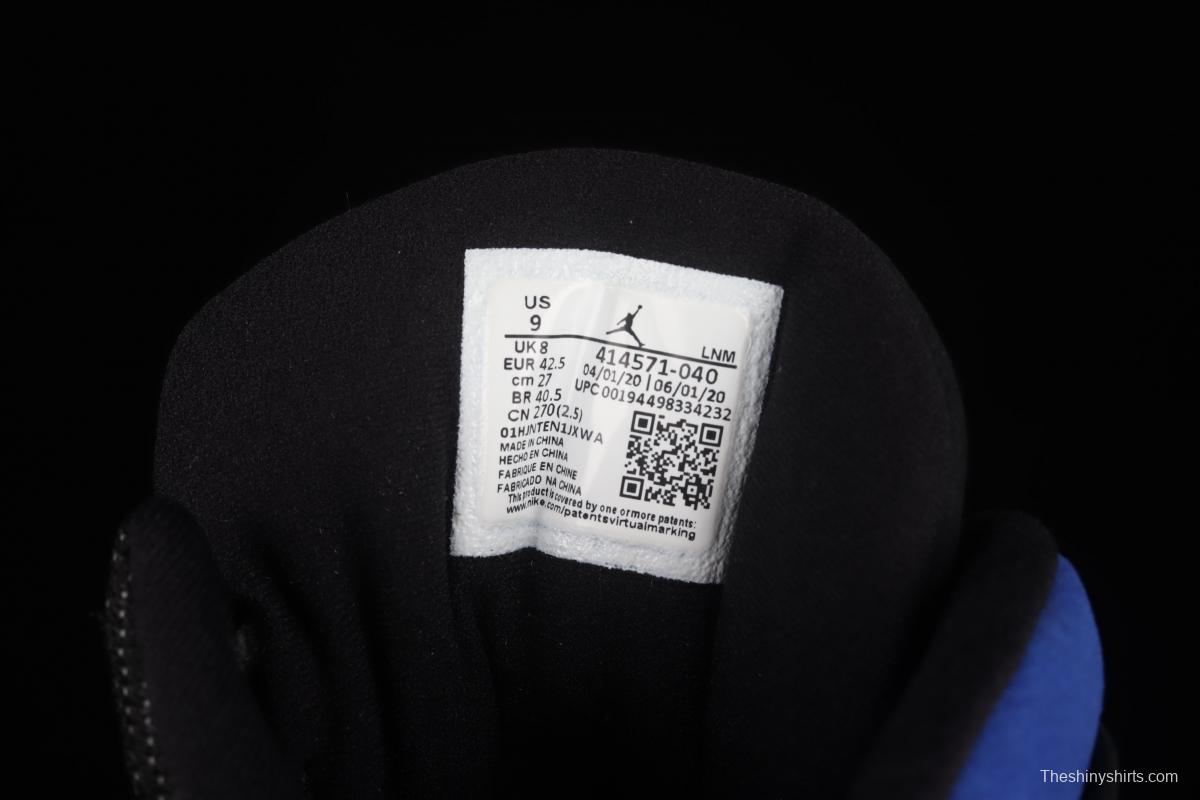 US
9
LNM
UK 8
EUR 42.5
cm 27
BR 40.5
CN 270 (2.5)
414571-040
04/01/20 | 06/01/20
UPC 00194498334232
01HJNTEN1JXWA
MADE IN CHINA
HECHO EN CHINA
FABRIQUE EN CHINE
FABRICADO NA CHINA
This product is covered by one or more patents:
www.nike.com/patentsvirtualmarking
Theshinyshirts.com